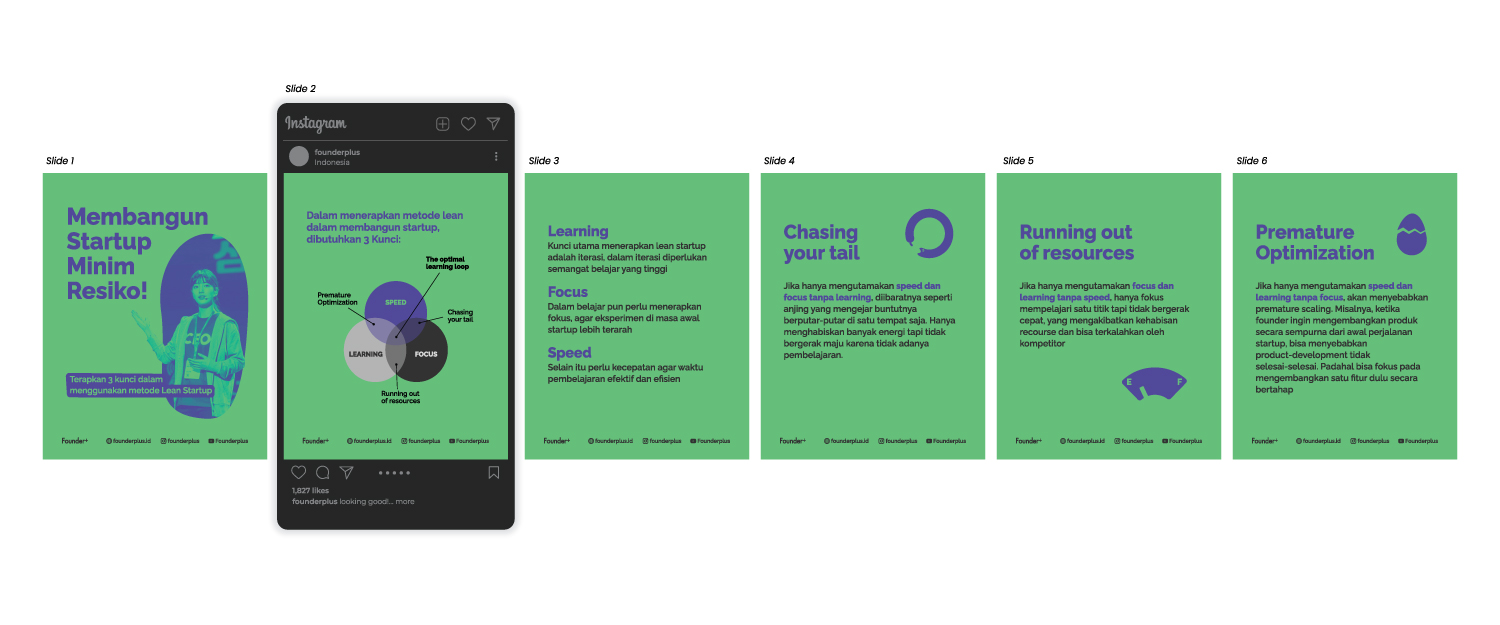 Slide 1
Membangun
Startup
Minim
Resiko!
CEO
Terapkan 3 kunci dalam
menggunakan metode Lean Startup
Founder+ founderplus.id founderplus Founderplus
Slide 2
Instagram
founderplus
Indonesia
Dalam menerapkan metode lean
dalam membangun startup,
dibutuhkan 3 Kunci:
The optimal
learning loop
Premature
Optimization
SPEED
Chasing
your tail
LEARNING
FOCUS
Running out
of resources
Founder+ founderplus.id founderplus Founderplus
1,827 likes
founderplus looking good!... more
Slide 3
Learning
Kunci utama menerapkan lean startup
adalah iterasi, dalam iterasi diperlukan
semangat belajar yang tinggi
Focus
Dalam belajar pun perlu menerapkan
fokus, agar eksperimen di masa awal
startup lebih terarah
Speed
Selain itu perlu kecepatan agar waktu
pembelajaran efektif dan efisien
Founder+ founderplus.id founderplus Founderplus
Slide 4
Chasing
your tail
Jika hanya mengutamakan speed dan
focus tanpa learning, diibaratnya seperti
anjing yang mengejar buntutnya
berputar-putar di satu tempat saja. Hanya
menghabiskan banyak energi tapi tidak
bergerak maju karena tidak adanya
pembelajaran.
Founder+ founderplus.id founderplus Founderplus
Slide 5
Running out
of resources
Jika hanya mengutamakan focus dan
learning tanpa speed, hanya fokus
mempelajari satu titik tapi tidak bergerak
cepat, yang mengakibatkan kehabisan
recourse dan bisa terkalahkan oleh
kompetitor
E F
Founder+ founderplus.id founderplus Founderplus
Slide 6
Premature
Optimization
Jika hanya mengutamakan speed dan
learning tanpa focus, akan menyebabkan
premature scaling. Misalnya, ketika
founder ingin mengembangkan produk
secara sempurna dari awal perjalanan
startup, bisa menyebabkan
product-development tidak
selesai-selesai. Padahal bisa fokus pada
mengembangkan satu fitur dulu secara
bertahap
Founder+ founderplus.id founderplus Founderplus